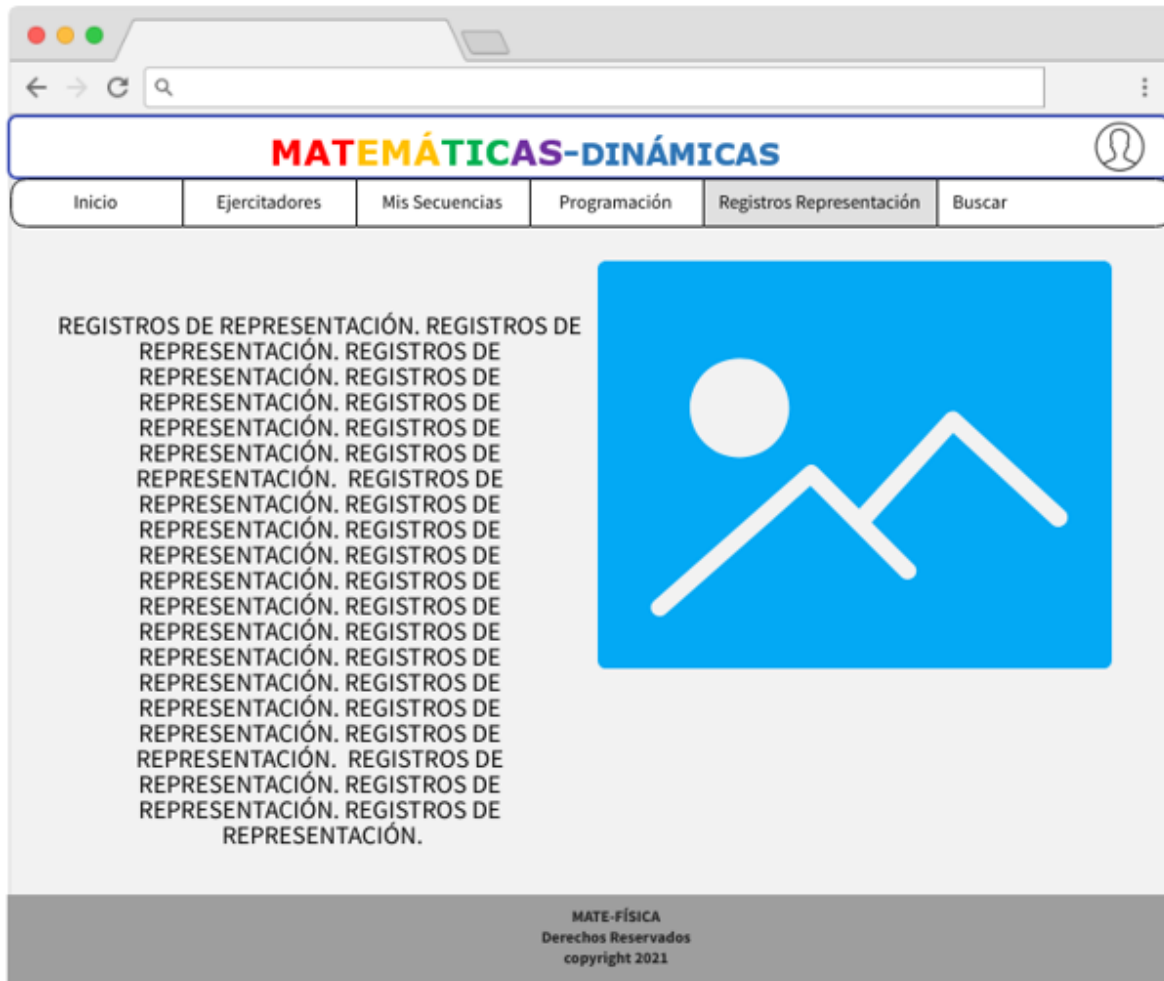 MATEMÁTICAS-DINÁMICAS
Inicio
Ejercitadores
Mis Secuencias
Programación
Registros Representación
Buscar
REGISTROS DE REPRESENTACIÓN. REGISTROS DE
REPRESENTACIÓN. REGISTROS DE
REPRESENTACIÓN. REGISTROS DE
REPRESENTACIÓN. REGISTROS DE
REPRESENTACIÓN. REGISTROS DE
REPRESENTACIÓN. REGISTROS DE
REPRESENTACIÓN.  REGISTROS DE
REPRESENTACIÓN. REGISTROS DE
REPRESENTACIÓN. REGISTROS DE
REPRESENTACIÓN. REGISTROS DE
REPRESENTACIÓN. REGISTROS DE
REPRESENTACIÓN. REGISTROS DE
REPRESENTACIÓN. REGISTROS DE
REPRESENTACIÓN. REGISTROS DE
REPRESENTACIÓN. REGISTROS DE
REPRESENTACIÓN. REGISTROS DE
REPRESENTACIÓN. REGISTROS DE
REPRESENTACIÓN.  REGISTROS DE
REPRESENTACIÓN. REGISTROS DE
REPRESENTACIÓN. REGISTROS DE
REPRESENTACIÓN.
MATE-FÍSICA
Derechos Reservados
copyright 2021